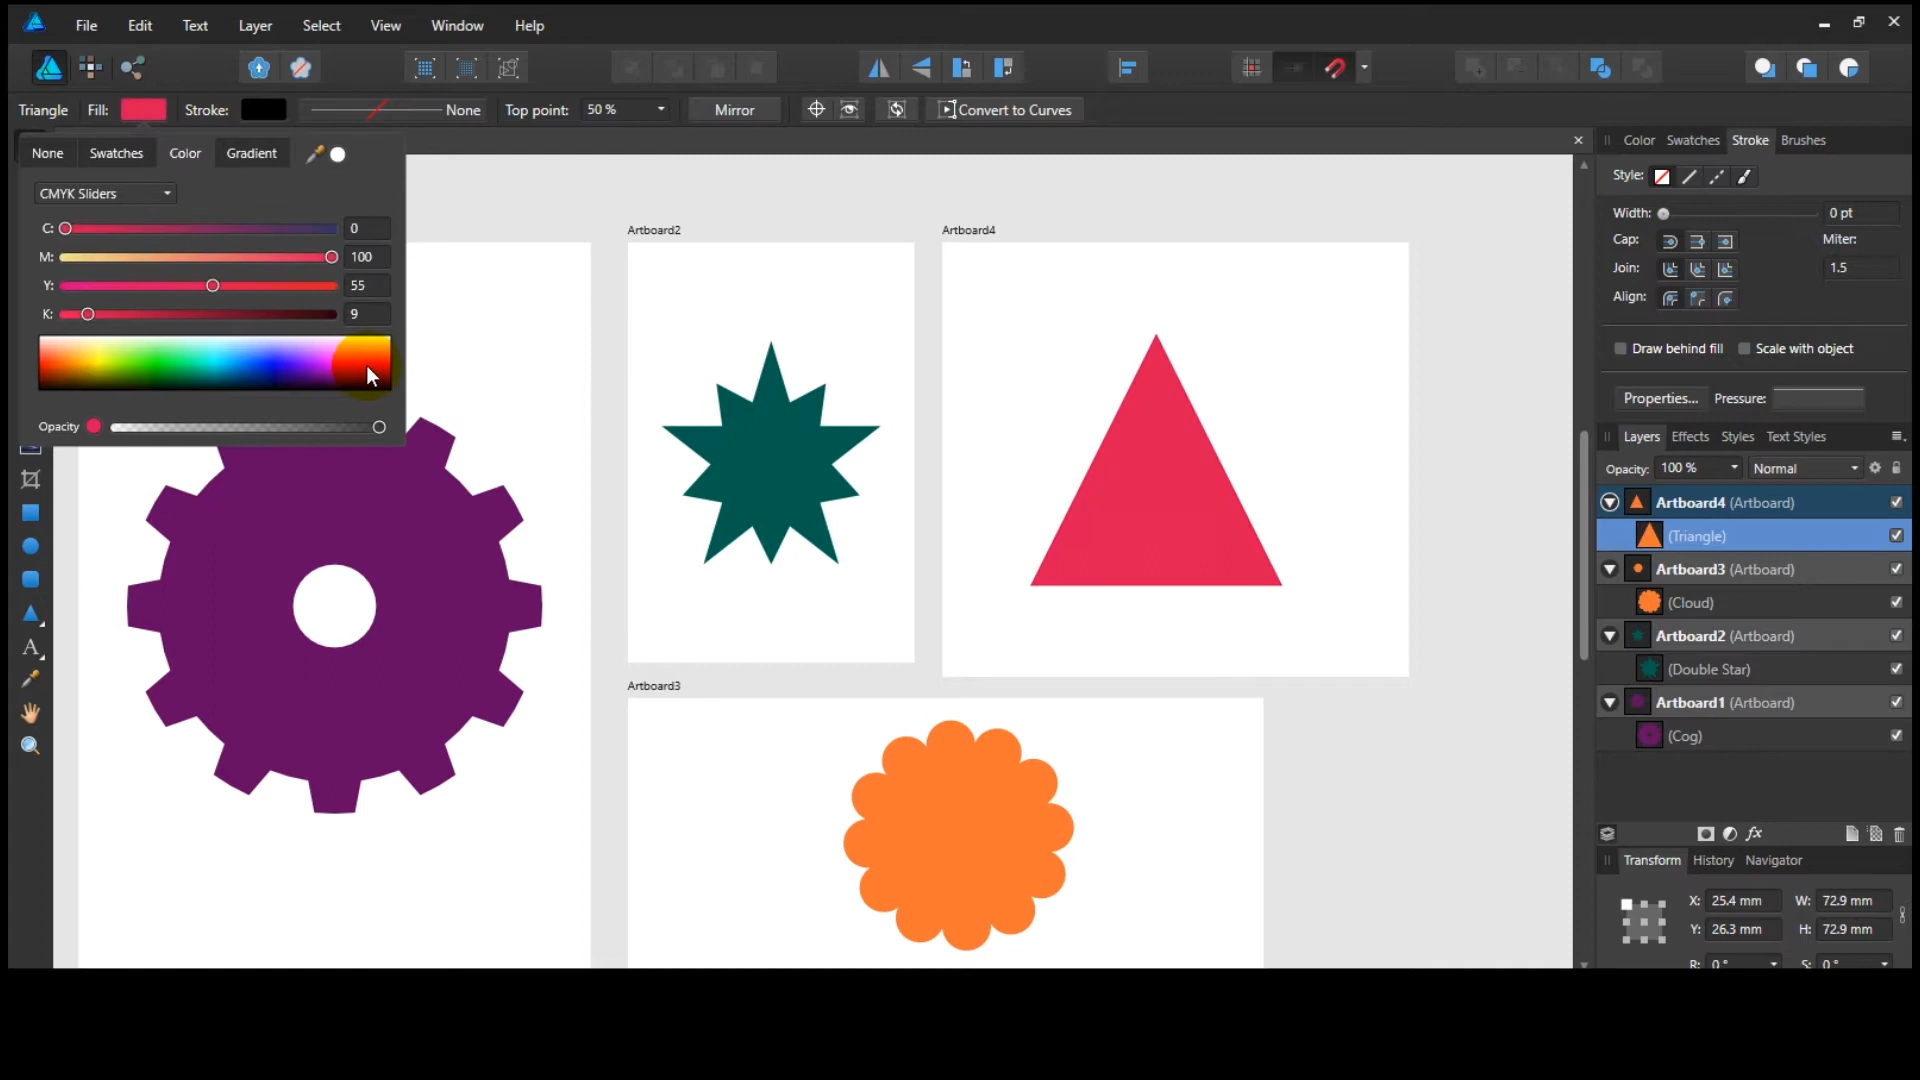 File Edit Text Layer Select View Window Help
Triangle Fill: Stroke: None Top point: 50 % Mirror Convert to Curves
None Swatches Color Gradient
CMYK Sliders
C: 0
M: 100
Y: 55
K: 9
Opacity
Artboard2
Artboard4
Artboard3
Color Swatches Stroke Brushes
Style:
Width: 0 pt
Cap: Miter:
Join: 1.5
Align:
Draw behind fill Scale with object
Properties... Pressure:
Layers Effects Styles Text Styles
Opacity: 100 % Normal
Artboard4 (Artboard)
(Triangle)
Artboard3 (Artboard)
(Cloud)
Artboard2 (Artboard)
(Double Star)
Artboard1 (Artboard)
(Cog)
Transform History Navigator
X: 25.4 mm W: 72.9 mm
Y: 26.3 mm H: 72.9 mm
R: 0 ° S: 0 °